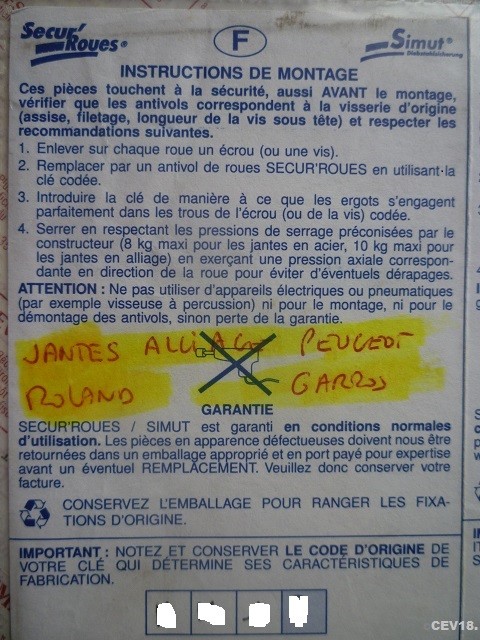 Secur' Roues®
F
Simut®
Diebstahlsicherung
INSTRUCTIONS DE MONTAGE
Ces pièces touchent à la sécurité, aussi AVANT le montage,
vérifier que les antivols correspondent à la visserie d'origine
(assise, filetage, longueur de la vis sous tête) et respecter les
recommandations suivantes.
1. Enlever sur chaque roue un écrou (ou une vis).
2. Remplacer par un antivol de roues SECUR'ROUES en utilisant la
clé codée.
3. Introduire la clé de manière à ce que les ergots s'engagent
parfaitement dans les trous de l'écrou (ou de la vis) codée.
4. Serrer en respectant les pressions de serrage préconisées par le
constructeur (8 kg maxi pour les jantes en acier, 10 kg maxi pour
les jantes en alliage) en exerçant une pression axiale correspon-
dante en direction de la roue pour éviter d'éventuels dérapages.
ATTENTION : Ne pas utiliser d'appareils électriques ou pneumatiques
(par exemple visseuse à percussion) ni pour le montage, ni pour le
démontage des antivols, sinon perte de la garantie.
JANTES ALLIAGE PEUGEOT
ROLAND GARROS
GARANTIE
SECUR'ROUES / SIMUT est garanti en conditions normales
d'utilisation. Les pièces en apparence défectueuses doivent nous être
retournées dans un emballage approprié et en port payé pour expertise
avant un éventuel REMPLACEMENT. Veuillez donc conserver votre
facture.
CONSERVEZ L'EMBALLAGE POUR RANGER LES FIXA-
TIONS D'ORIGINE.
IMPORTANT : NOTEZ ET CONSERVER LE CODE D'ORIGINE DE
VOTRE CLÉ QUI DÉTERMINE SES CARACTÉRISTIQUES DE
FABRICATION.
CEV18.